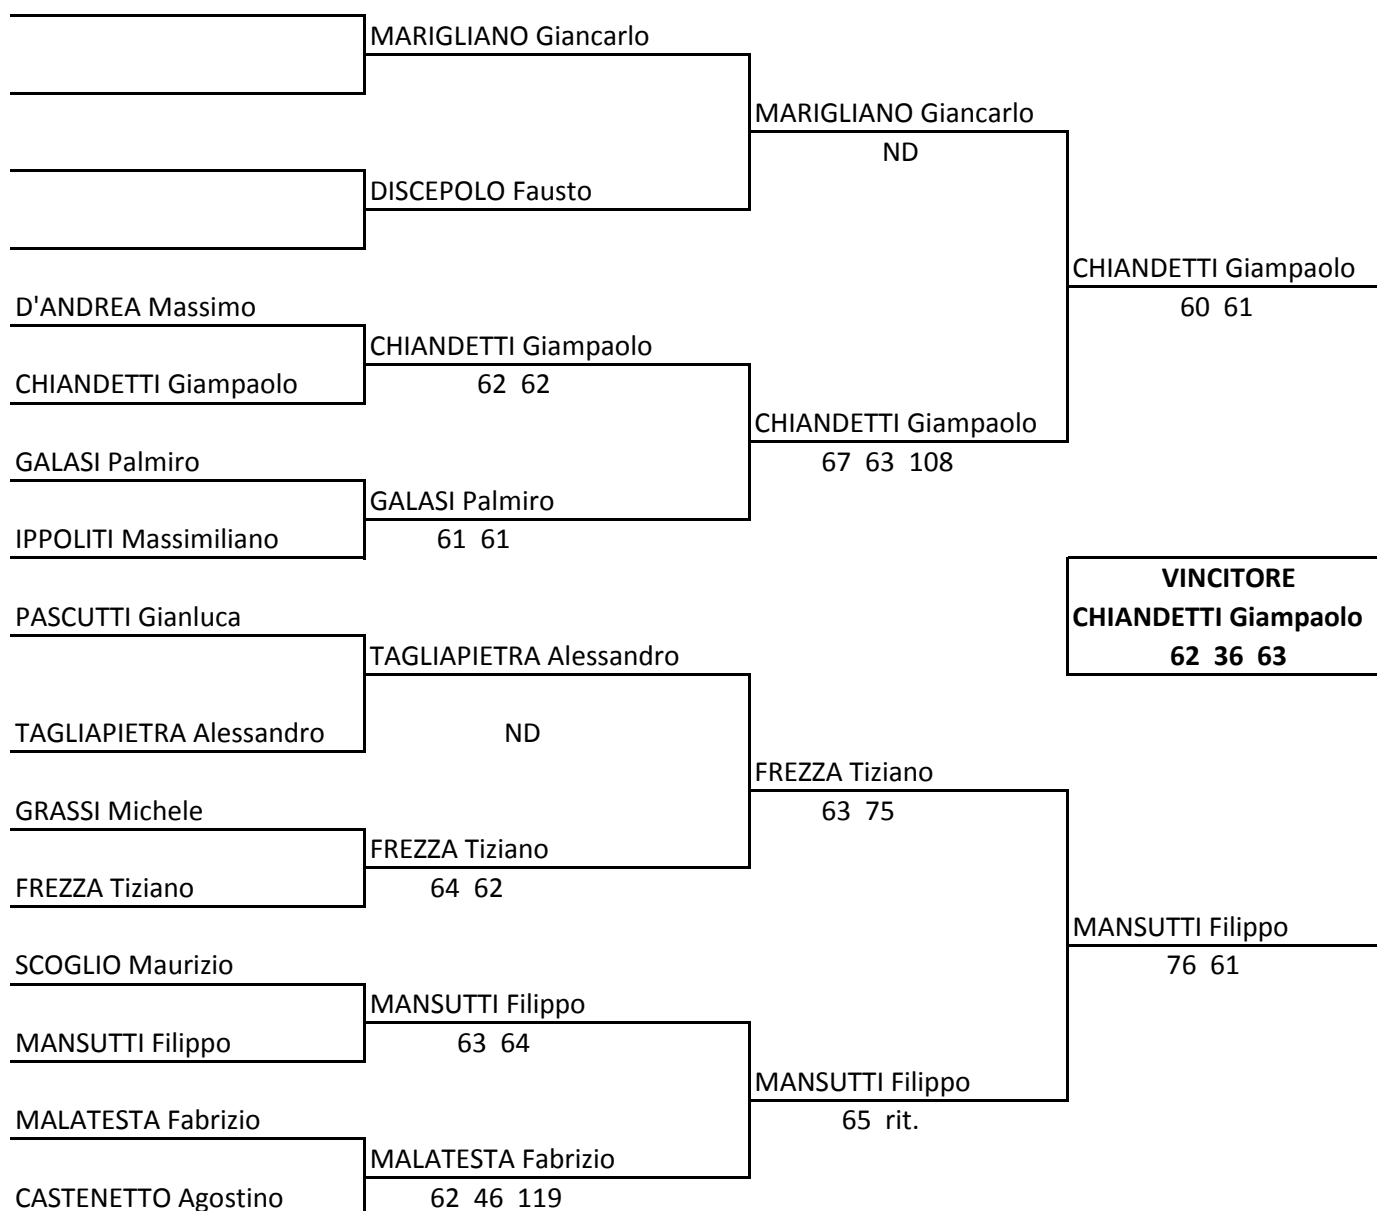 MARIGLIANO Giancarlo
MARIGLIANO Giancarlo
ND
DISCEPOLO Fausto
CHIANDETTI Giampaolo
60 61
D'ANDREA Massimo
CHIANDETTI Giampaolo
62 62
CHIANDETTI Giampaolo
CHIANDETTI Giampaolo
67 63 108
GALASI Palmiro
GALASI Palmiro
61 61
IPPOLITI Massimiliano
VINCITORE
CHIANDETTI Giampaolo
62 36 63
PASCUTTI Gianluca
TAGLIAPIETRA Alessandro
TAGLIAPIETRA Alessandro
ND
FREZZA Tiziano
63 75
GRASSI Michele
FREZZA Tiziano
64 62
FREZZA Tiziano
MANSUTTI Filippo
76 61
SCOGLIO Maurizio
MANSUTTI Filippo
63 64
MANSUTTI Filippo
MANSUTTI Filippo
65 rit.
MALATESTA Fabrizio
MALATESTA Fabrizio
62 46 119
CASTENETTO Agostino